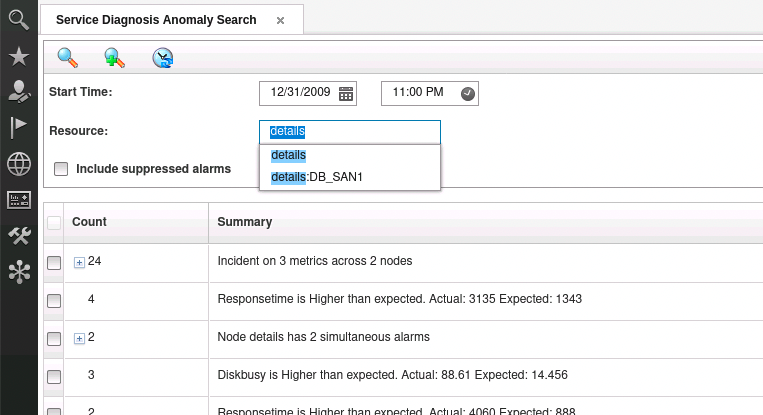 Service Diagnosis Anomaly Search
Start Time: 12/31/2009 11:00 PM
Resource: details
details
details:DB_SAN1
Include suppressed alarms
Count Summary
24 Incident on 3 metrics across 2 nodes
4 Responsetime is Higher than expected. Actual: 3135 Expected: 1343
2 Node details has 2 simultaneous alarms
3 Diskbusy is Higher than expected. Actual: 88.61 Expected: 14.456
2 Responsetime is Higher than expected. Actual: 4060 Expected: 888